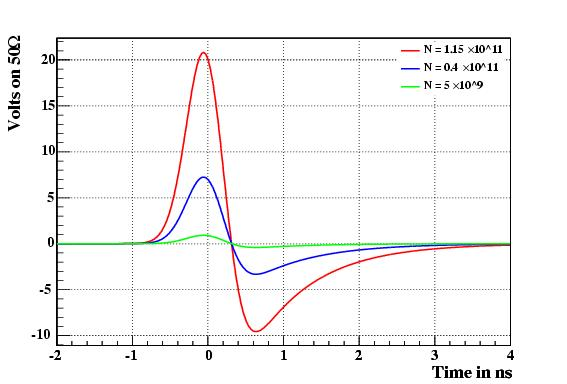 Volts on 50Ω
N = 1.15 ×10^11
N = 0.4 ×10^11
N = 5 ×10^9
20
15
10
5
0
-5
-10
-2 -1 0 1 2 3 4
Time in ns